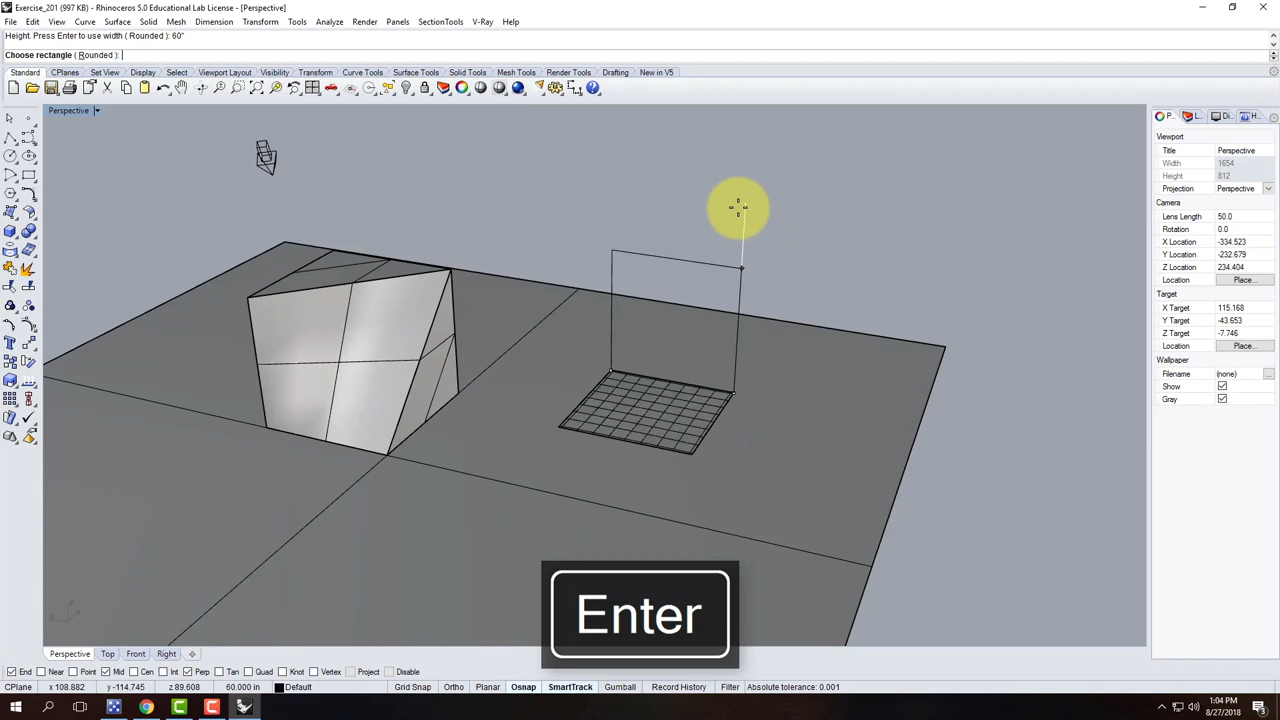 Exercise_201 (997 KB) - Rhinoceros 5.0 Educational Lab License - [Perspective]
File Edit View Curve Surface Solid Mesh Dimension Transform Tools Analyze Render Panels SectionTools V-Ray Help
Height. Press Enter to use width ( Rounded ): 60"
Choose rectangle ( Rounded ):
Standard CPlanes Set View Display Select Viewport Layout Visibility Transform Curve Tools Surface Tools Solid Tools Mesh Tools Render Tools Drafting New in V5
Perspective
P... L... Di... H...
Viewport
Title Perspective
Width 1654
Height 812
Projection Perspective
Camera
Lens Length 50.0
Rotation 0.0
X Location -334.523
Y Location -232.679
Z Location 234.404
Location Place...
Target
X Target 115.168
Y Target -43.653
Z Target -7.746
Location Place...
Wallpaper
Filename (none) ...
Show
Gray
Enter
Perspective Top Front Right
End Near Point Mid Cen Int Perp Tan Quad Knot Vertex Project Disable
CPlane x 108.882 y -114.745 z 89.608 60.000 in Default Grid Snap Ortho Planar Osnap SmartTrack Gumball Record History Filter Absolute tolerance: 0.001
1:04 PM
8/27/2018